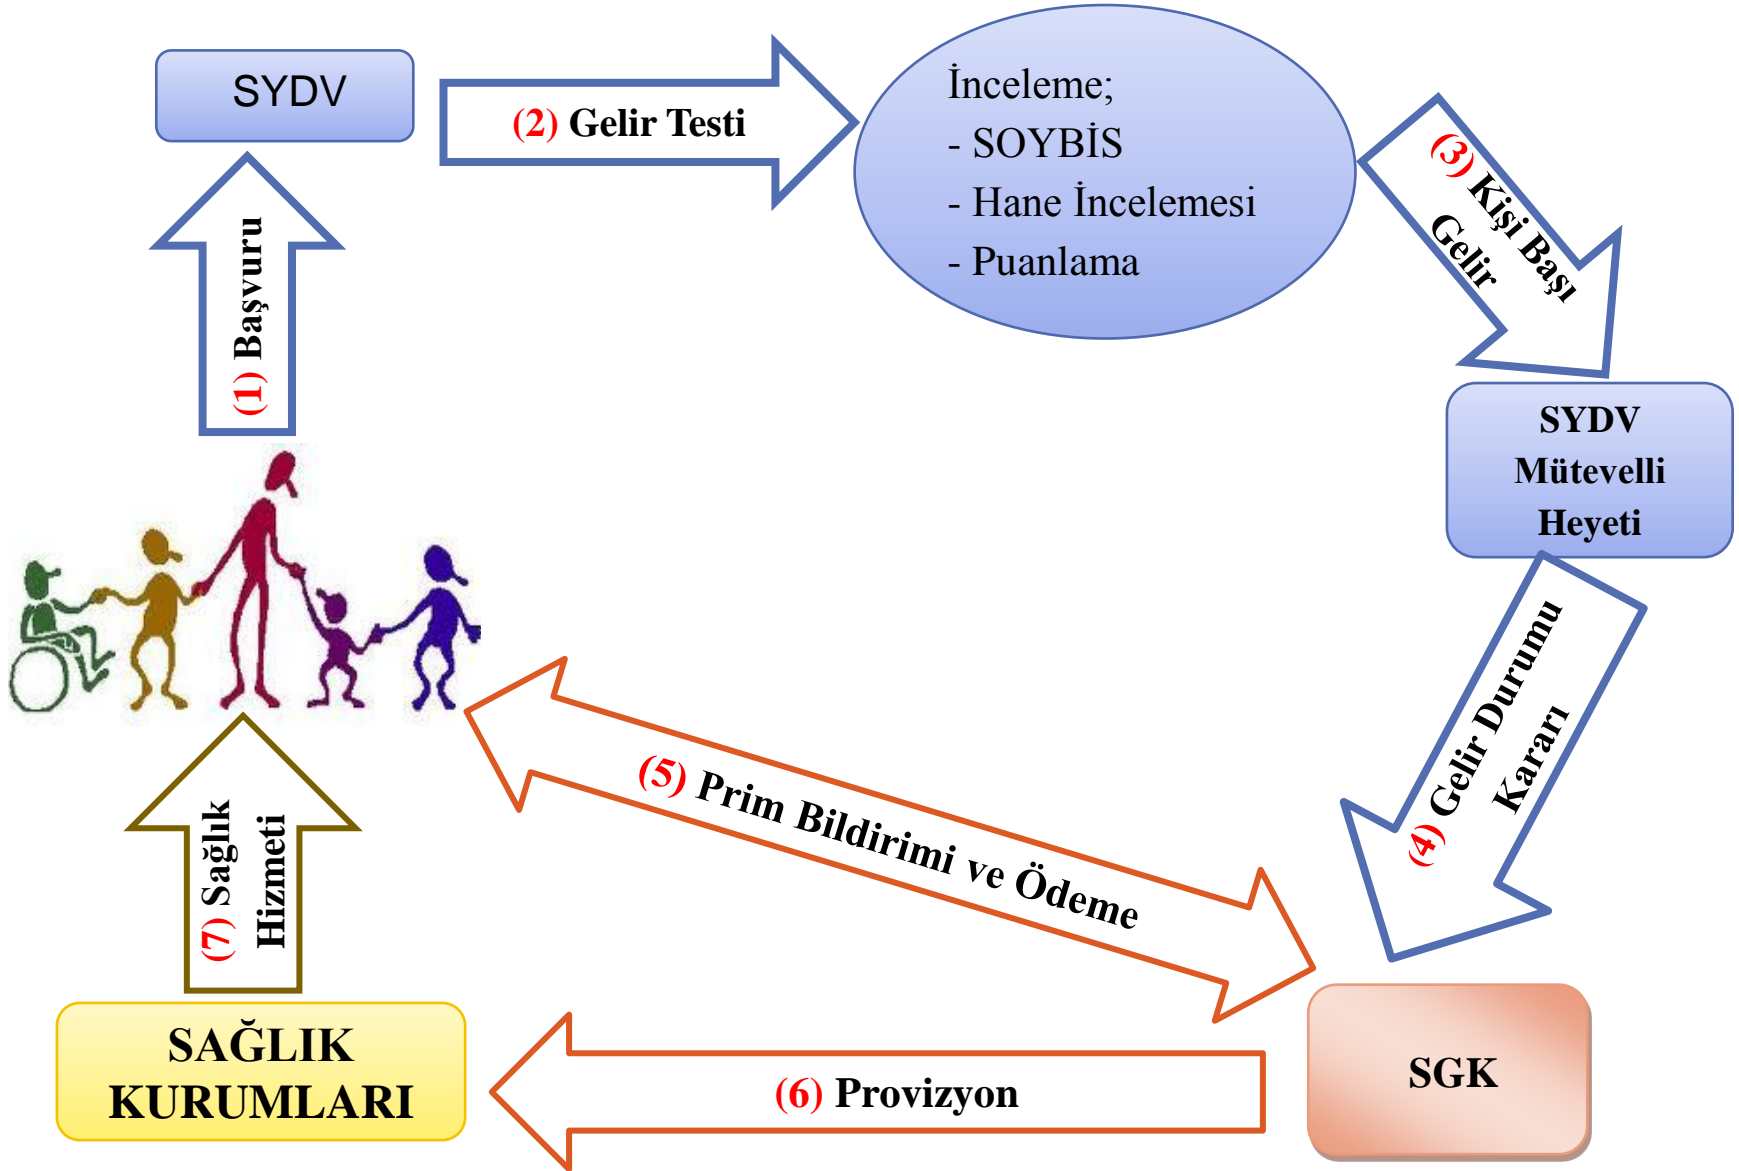 SYDV
(2) Gelir Testi
İnceleme;
- SOYBİS
- Hane İncelemesi
- Puanlama
(3) Kişi Başı
Gelir
(1) Başvuru
SYDV
Mütevelli
Heyeti
(4) Gelir Durumu
Kararı
(5) Prim Bildirimi ve Ödeme
(7) Sağlık
Hizmeti
SAĞLIK
KURUMLARI
(6) Provizyon
SGK